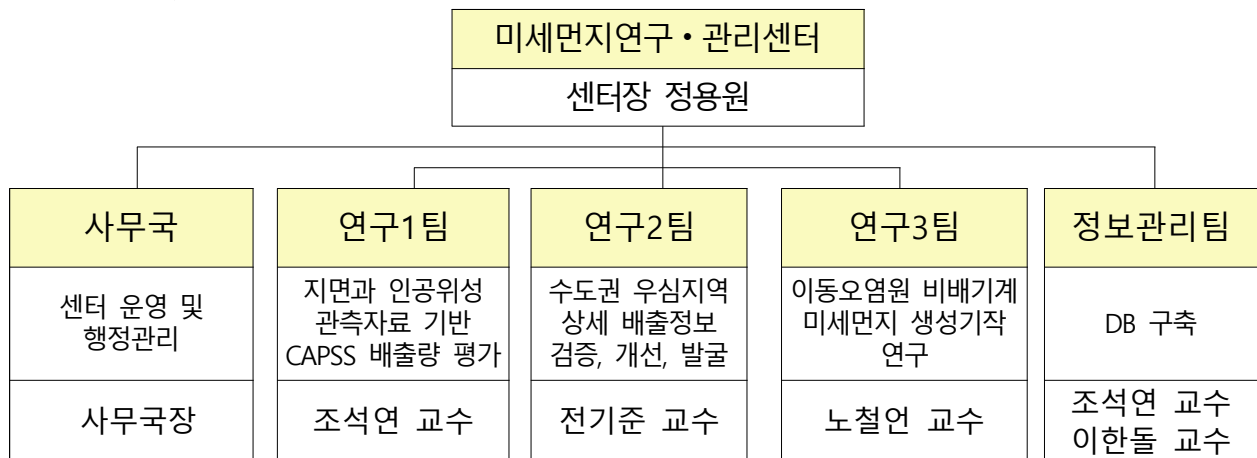 미세먼지연구•관리센터
센터장 정용원
사무국
센터 운영 및
행정관리
사무국장
연구1팀
지면과 인공위성
관측자료 기반
CAPSS 배출량 평가
조석연 교수
연구2팀
수도권 우심지역
상세 배출정보
검증, 개선, 발굴
전기준 교수
연구3팀
이동오염원 비배기계
미세먼지 생성기작
연구
노철언 교수
정보관리팀
DB 구축
조석연 교수
이한돌 교수